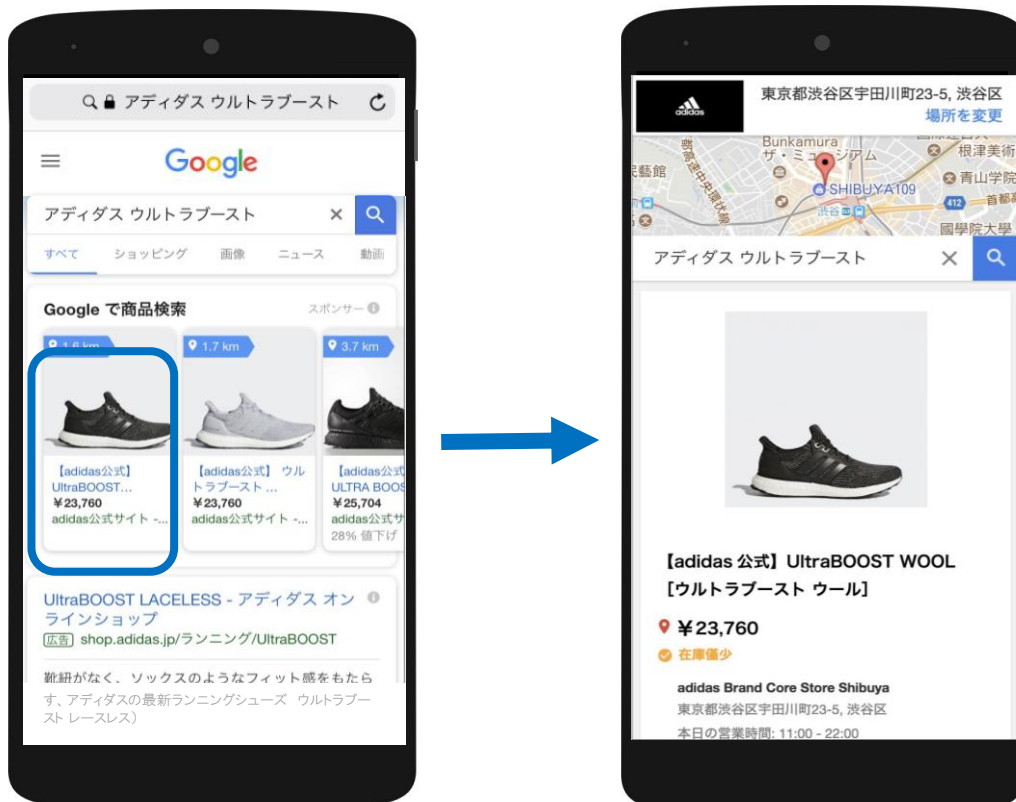 アディダス ウルトラブースト
Google
アディダス ウルトラブースト
すべて ショッピング 画像 ニュース 動画
Google で商品検索
スポンサー
1.6 km
1.7 km
3.7 km
【adidas公式】
UltraBOOST...
¥23,760
adidas公式サイト -...
【adidas公式】 ウル
トラブースト ...
¥23,760
adidas公式サイト -...
【adidas公式
ULTRA BOOS
¥25,704
adidas公式サ
28% 値下げ
UltraBOOST LACELESS - アディダス オン
ラインショップ
広告 shop.adidas.jp/ランニング/UltraBOOST
靴紐がなく、ソックスのようなフィット感をもたら
す、アディダスの最新ランニングシューズ ウルトラブー
スト レースレス）
adidas
東京都渋谷区宇田川町23-5, 渋谷区
場所を変更
Bunkamura
ザ・ミュージアム
根津美術
民藝館
青山学院
SHIBUYA109
412
首都高
渋谷
國學院大學
アディダス ウルトラブースト
【adidas 公式】UltraBOOST WOOL
［ウルトラブースト ウール］
¥23,760
在庫僅少
adidas Brand Core Store Shibuya
東京都渋谷区宇田川町23-5, 渋谷区
本日の営業時間: 11:00 - 22:00